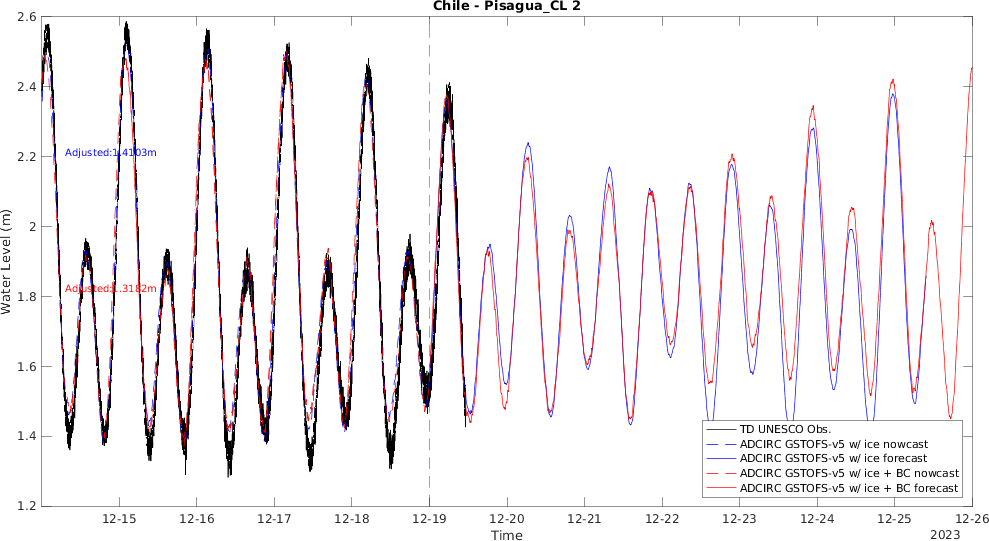 Chile - Pisagua_CL 2
Water Level (m)
2.6
2.4
2.2
2
1.8
1.6
1.4
1.2
Adjusted:1.4103m
Adjusted:1.3182m
TD UNESCO Obs.
ADCIRC GSTOFS-v5 w/ ice nowcast
ADCIRC GSTOFS-v5 w/ ice forecast
ADCIRC GSTOFS-v5 w/ ice + BC nowcast
ADCIRC GSTOFS-v5 w/ ice + BC forecast
12-15 12-16 12-17 12-18 12-19 12-20 12-21 12-22 12-23 12-24 12-25 12-26
Time
2023